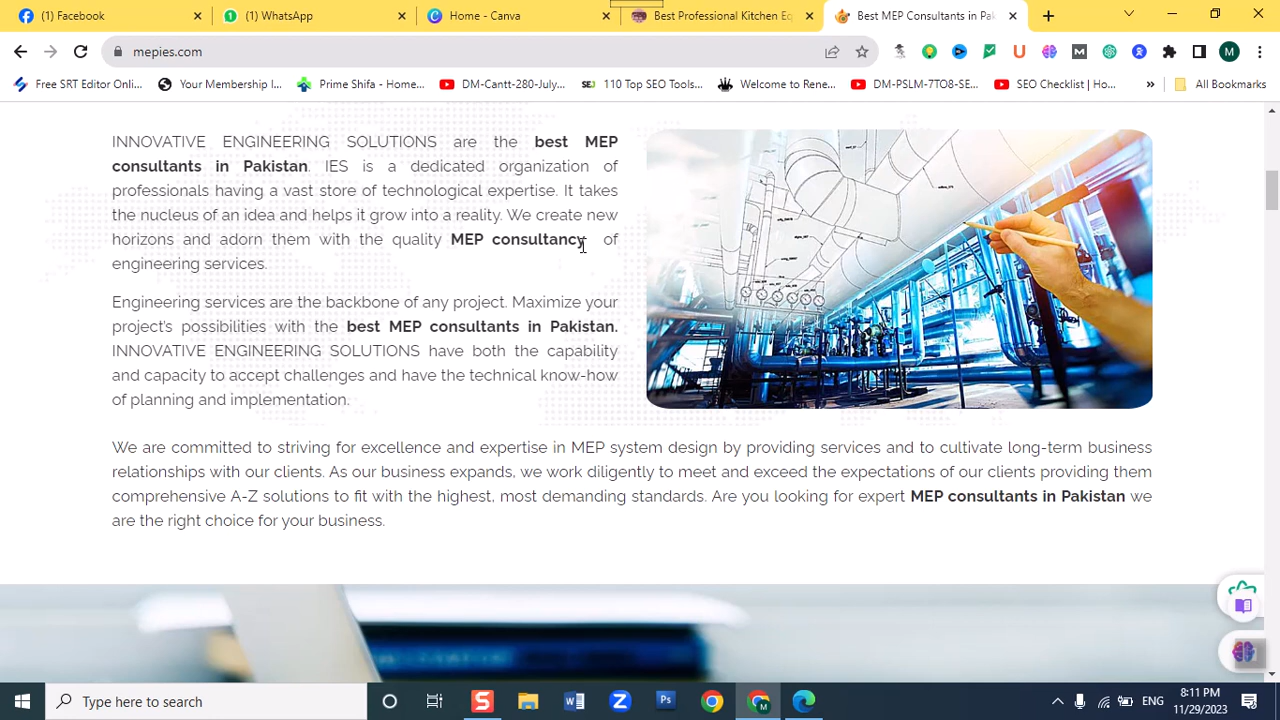 (1) Facebook
(1) WhatsApp
Home - Canva
Best Professional Kitchen Eq
Best MEP Consultants in Pak
mepies.com
Free SRT Editor Onli...
Your Membership I...
Prime Shifa - Home...
DM-Cantt-280-July...
110 Top SEO Tools...
Welcome to Rene...
DM-PSLM-7TO8-SE...
SEO Checklist | Ho...
All Bookmarks
INNOVATIVE ENGINEERING SOLUTIONS are the best MEP
consultants in Pakistan. IES is a dedicated organization of
professionals having a vast store of technological expertise. It takes
the nucleus of an idea and helps it grow into a reality. We create new
horizons and adorn them with the quality MEP consultancy of
engineering services.
Engineering services are the backbone of any project. Maximize your
project's possibilities with the best MEP consultants in Pakistan.
INNOVATIVE ENGINEERING SOLUTIONS have both the capability
and capacity to accept challenges and have the technical know-how
of planning and implementation.
We are committed to striving for excellence and expertise in MEP system design by providing services and to cultivate long-term business
relationships with our clients. As our business expands, we work diligently to meet and exceed the expectations of our clients providing them
comprehensive A-Z solutions to fit with the highest, most demanding standards. Are you looking for expert MEP consultants in Pakistan we
are the right choice for your business.
Type here to search
ENG
8:11 PM
11/29/2023